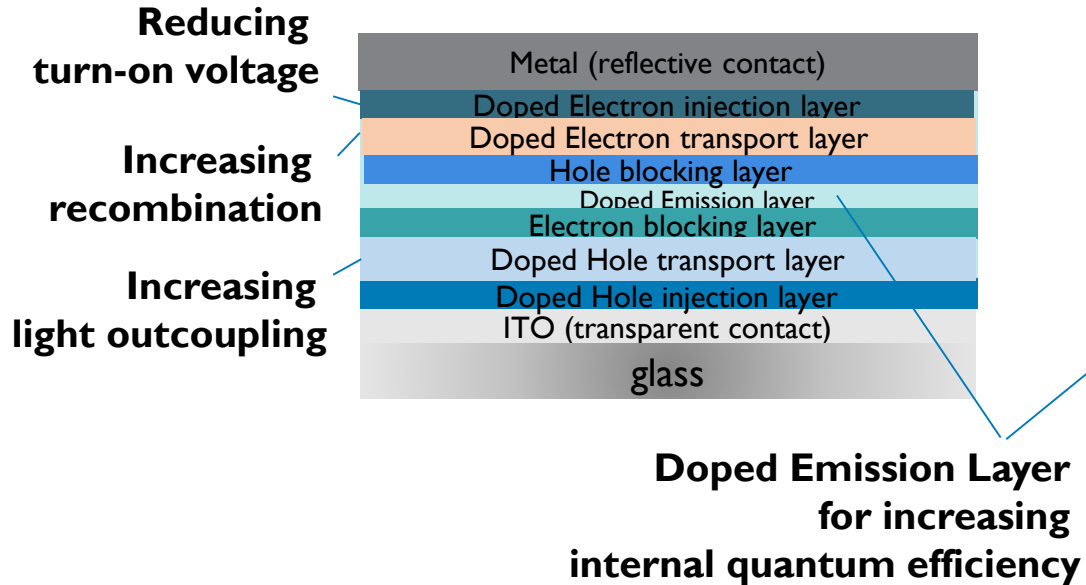 Reducing
turn-on voltage
Increasing
recombination
Increasing
light outcoupling
Metal (reflective contact)
Doped Electron injection layer
Doped Electron transport layer
Hole blocking layer
Doped Emission layer
Electron blocking layer
Doped Hole transport layer
Doped Hole injection layer
ITO (transparent contact)
glass
Doped Emission Layer
for increasing
internal quantum efficiency